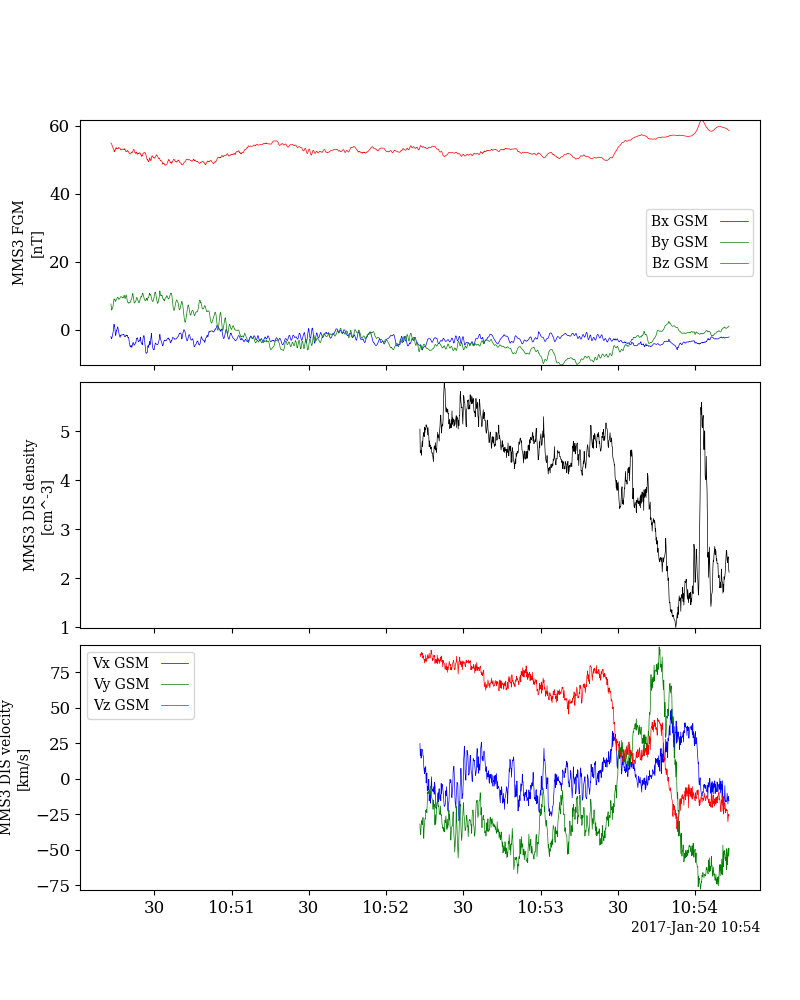 60
40
20
0
MMS3 FGM
[nT]
Bx GSM
By GSM
Bz GSM
5
4
3
2
1
MMS3 DIS density
[cm^-3]
75
50
25
0
−25
−50
−75
MMS3 DIS velocity
[km/s]
Vx GSM
Vy GSM
Vz GSM
30 10:51 30 10:52 30 10:53 30 10:54
2017-Jan-20 10:54